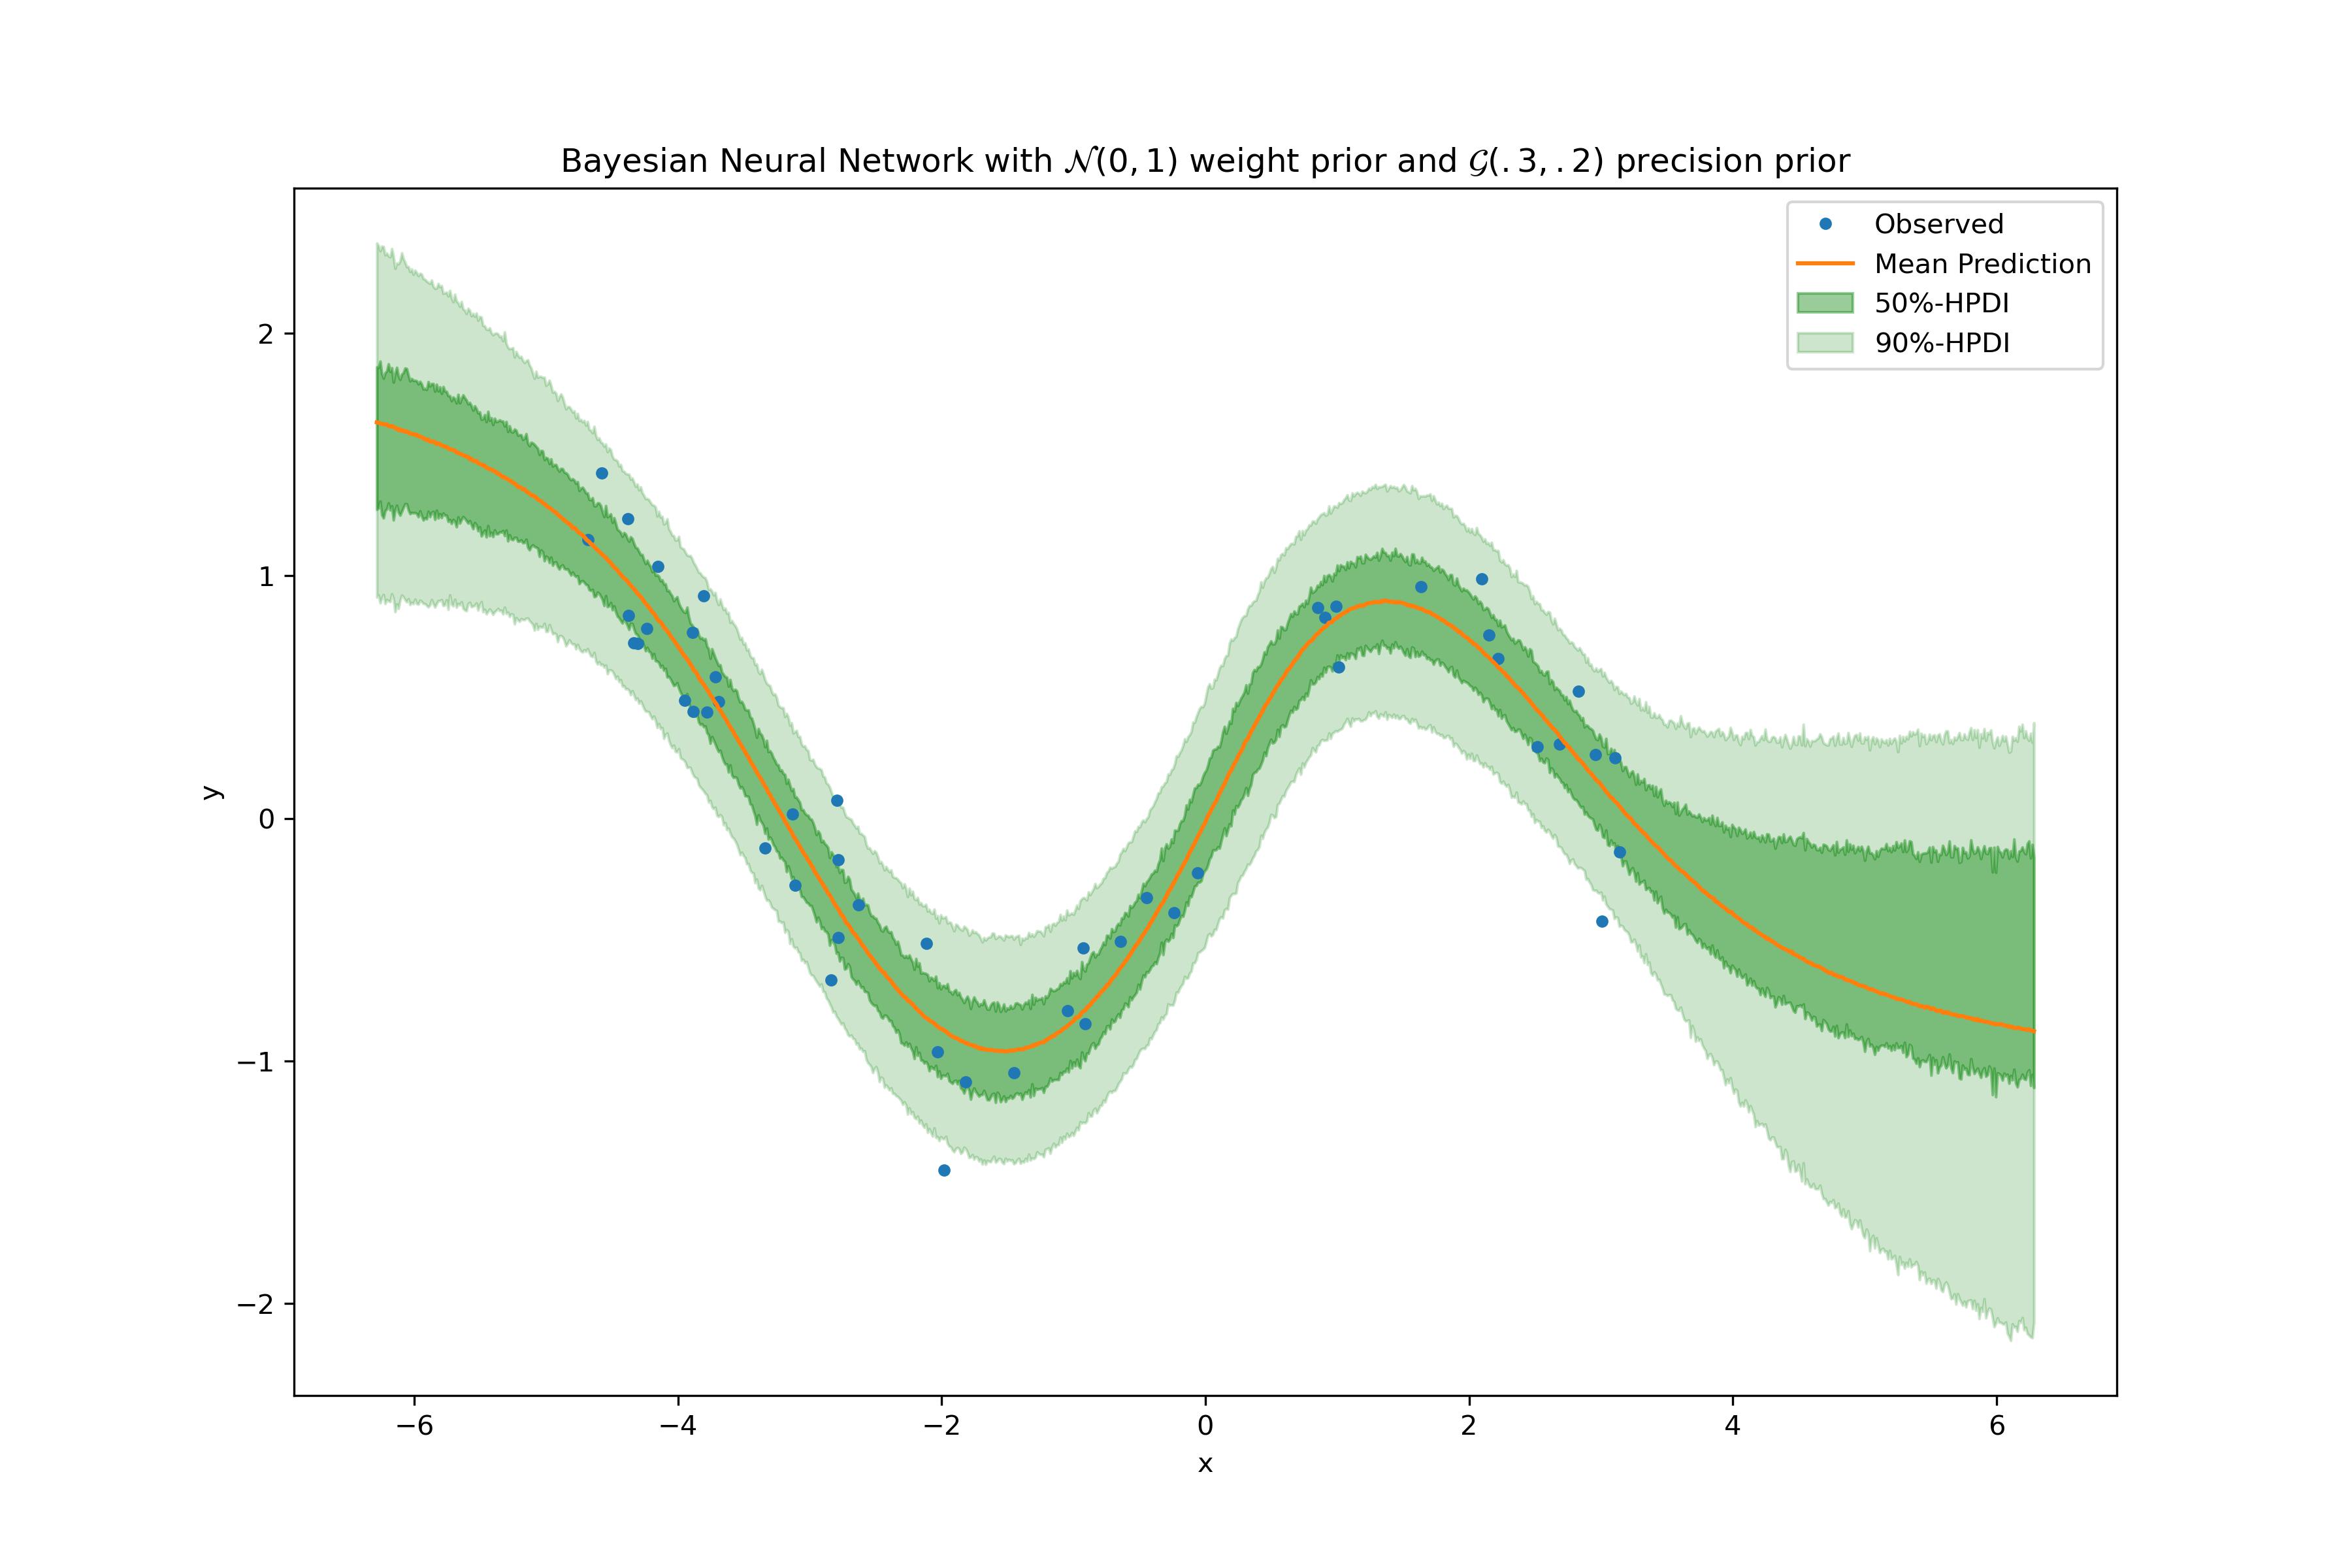 Bayesian Neural Network with 𝒩(0, 1) weight prior and 𝒢(.3, .2) precision prior
Observed
Mean Prediction
50%-HPDI
90%-HPDI
2
1
0
−1
−2
y
−6 −4 −2 0 2 4 6
x